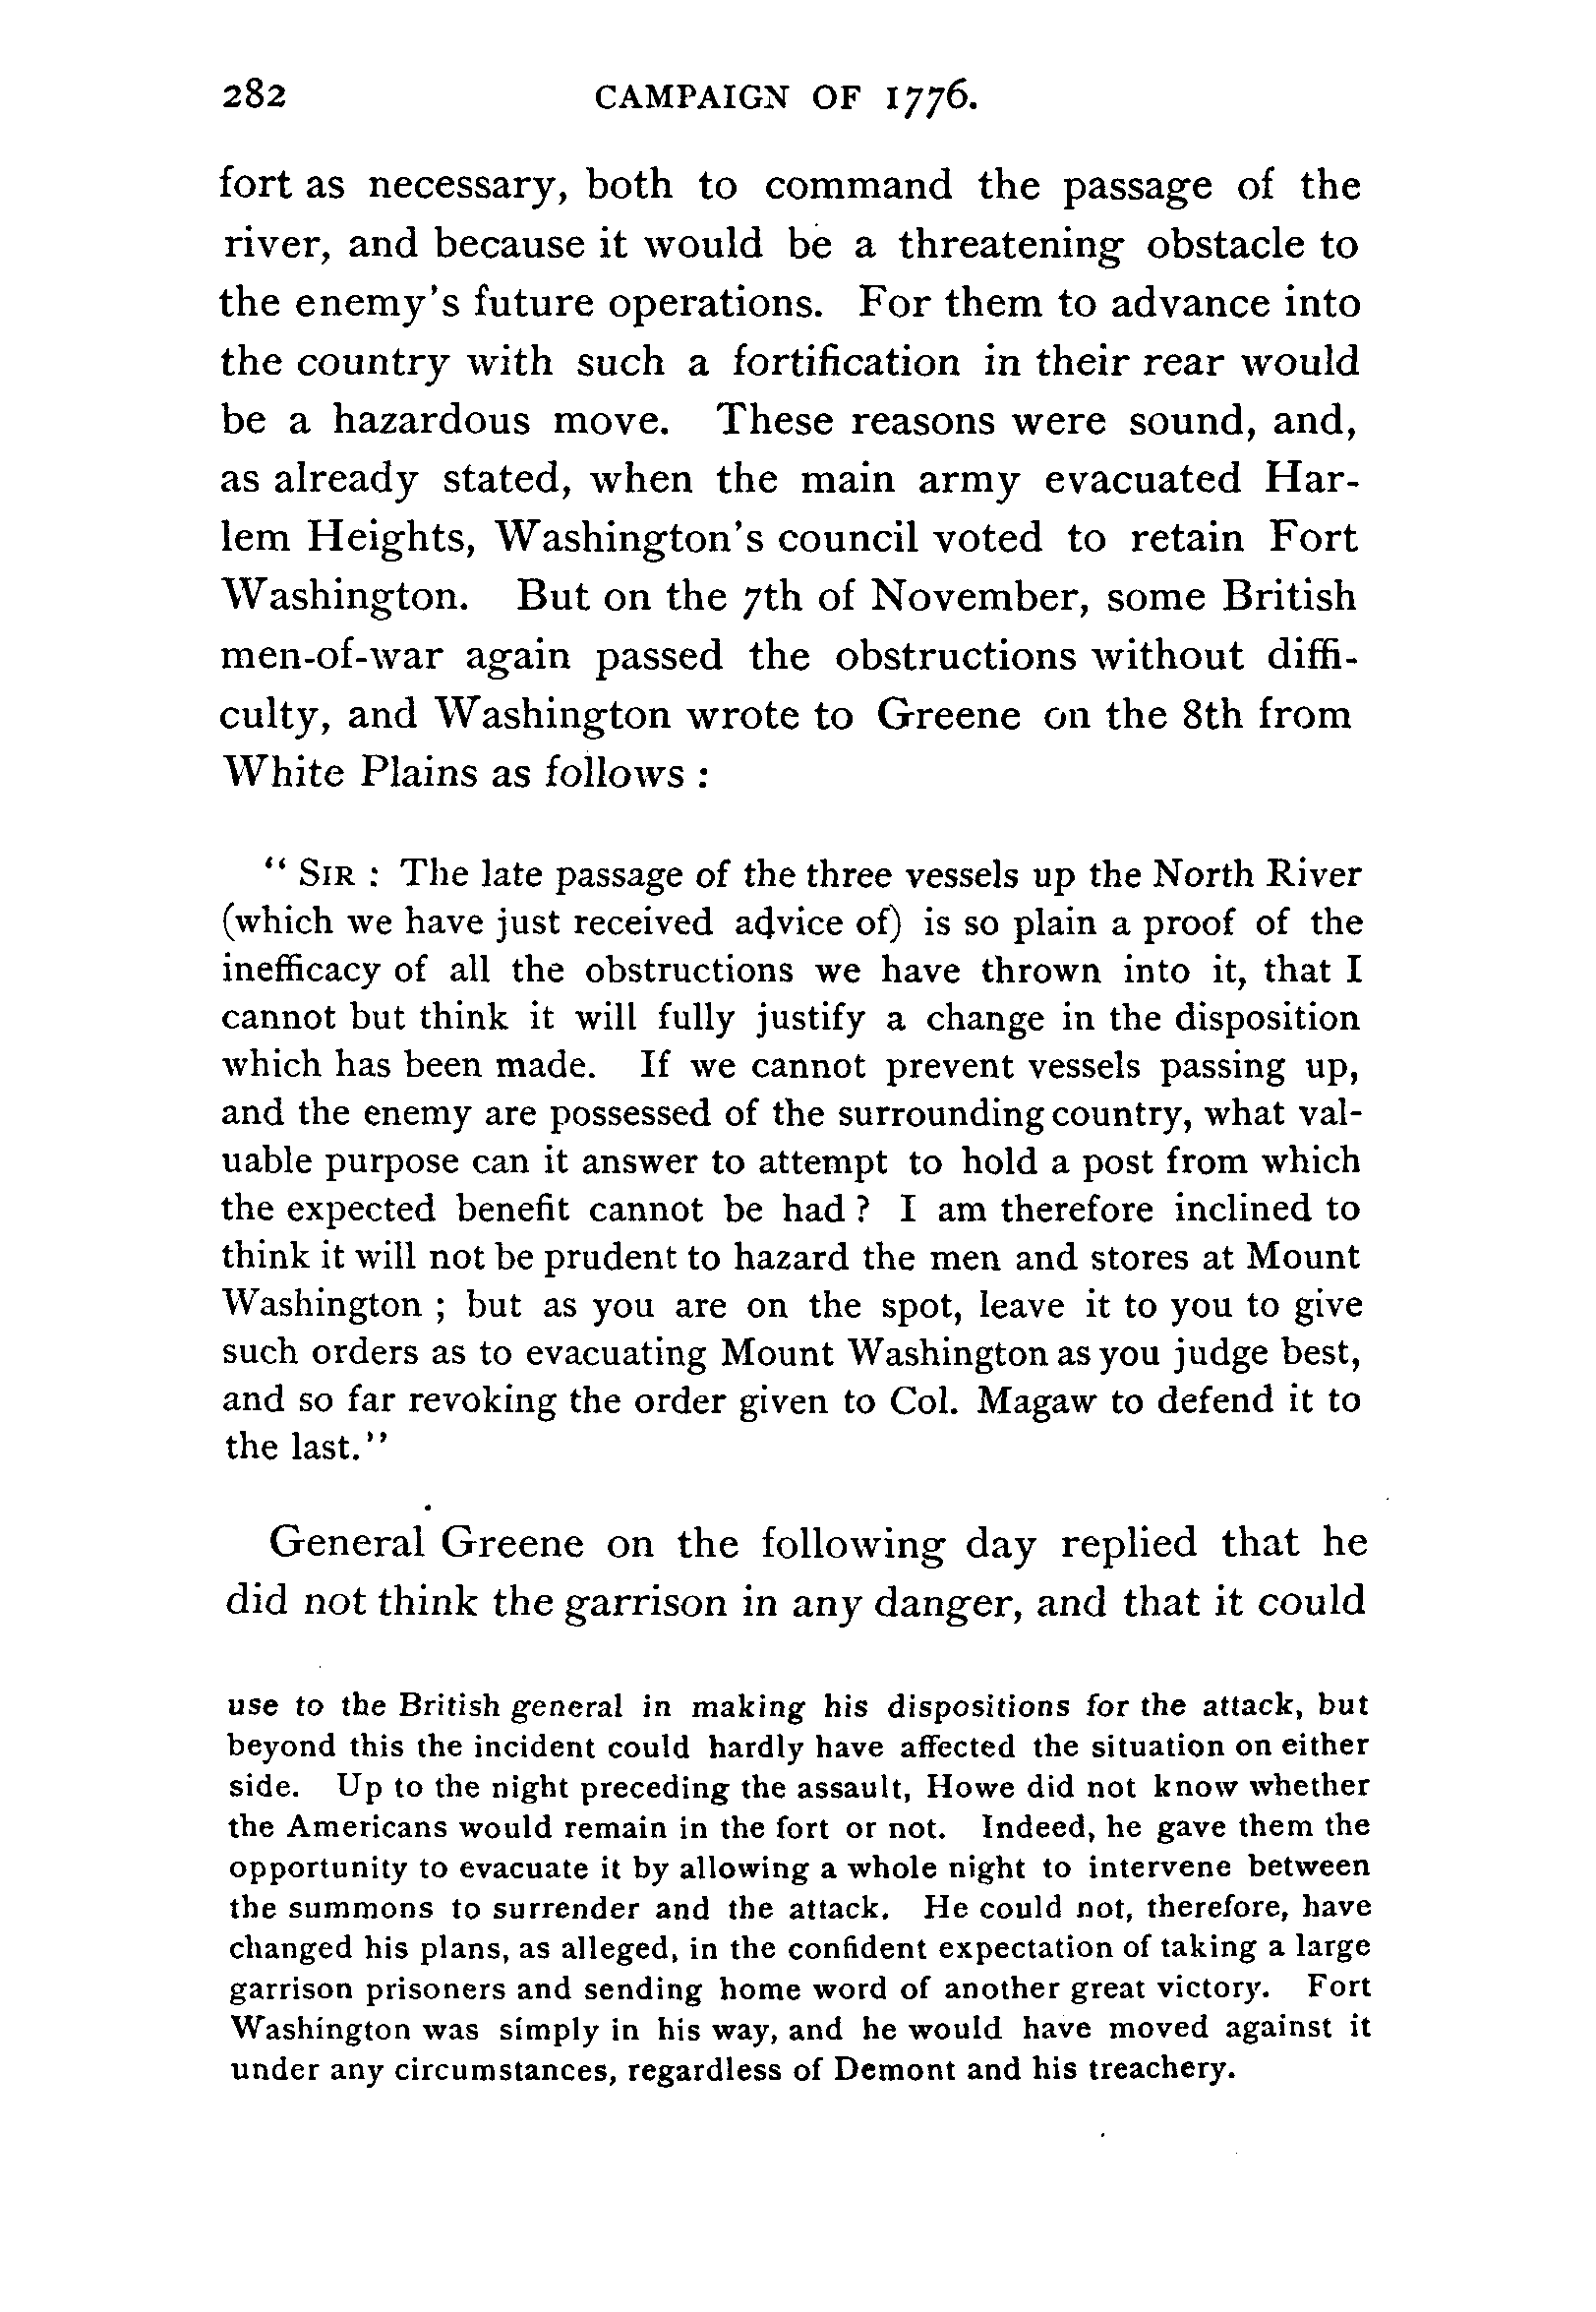 282 CAMPAIGN OF 1776.
fort as necessary, both to command the passage of the
river, and because it would be a threatening obstacle to
the enemy's future operations. For them to advance into
the country with such a fortification in their rear would
be a hazardous move. These reasons were sound, and,
as already stated, when the main army evacuated Har-
lem Heights, Washington's council voted to retain Fort
Washington. But on the 7th of November, some British
men-of-war again passed the obstructions without diffi-
culty, and Washington wrote to Greene on the 8th from
White Plains as follows :
“ SIR : The late passage of the three vessels up the North River
(which we have just received advice of) is so plain a proof of the
inefficacy of all the obstructions we have thrown into it, that I
cannot but think it will fully justify a change in the disposition
which has been made. If we cannot prevent vessels passing up,
and the enemy are possessed of the surrounding country, what val-
uable purpose can it answer to attempt to hold a post from which
the expected benefit cannot be had ? I am therefore inclined to
think it will not be prudent to hazard the men and stores at Mount
Washington ; but as you are on the spot, leave it to you to give
such orders as to evacuating Mount Washington as you judge best,
and so far revoking the order given to Col. Magaw to defend it to
the last.”
General Greene on the following day replied that he
did not think the garrison in any danger, and that it could
use to the British general in making his dispositions for the attack, but
beyond this the incident could hardly have affected the situation on either
side. Up to the night preceding the assault, Howe did not know whether
the Americans would remain in the fort or not. Indeed, he gave them the
opportunity to evacuate it by allowing a whole night to intervene between
the summons to surrender and the attack. He could not, therefore, have
changed his plans, as alleged, in the confident expectation of taking a large
garrison prisoners and sending home word of another great victory. Fort
Washington was simply in his way, and he would have moved against it
under any circumstances, regardless of Demont and his treachery.